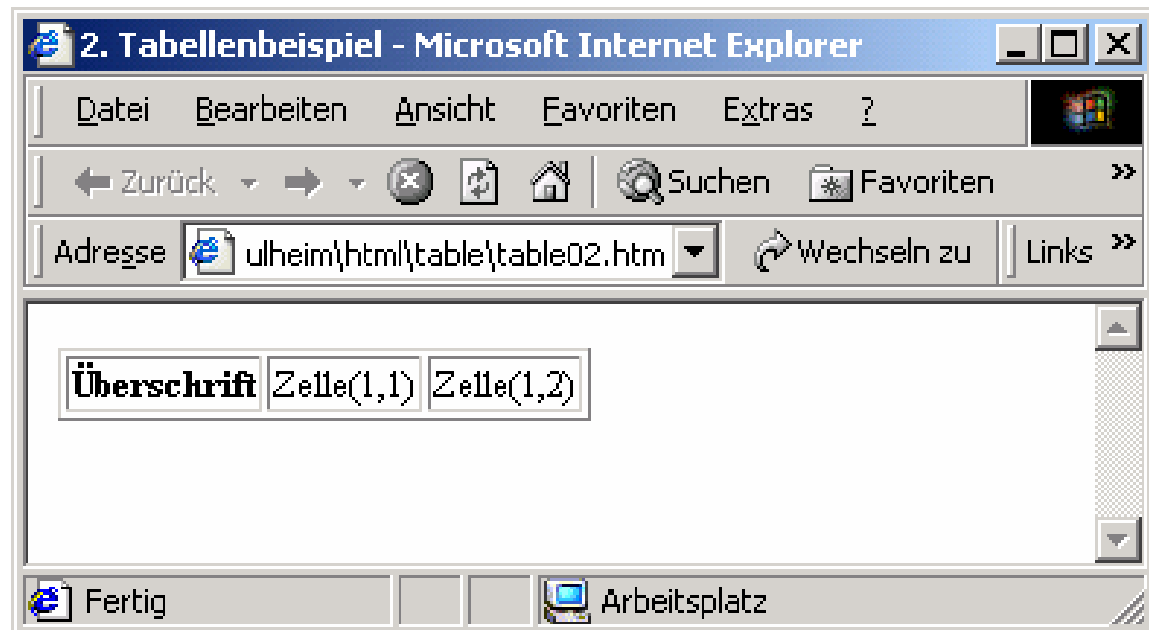 2. Tabellenbeispiel - Microsoft Internet Explorer
Datei Bearbeiten Ansicht Favoriten Extras ?
Zurück Suchen Favoriten »
Adresse ulheim\html\table\table02.htm Wechseln zu Links »
Überschrift Zelle(1,1) Zelle(1,2)
Fertig Arbeitsplatz